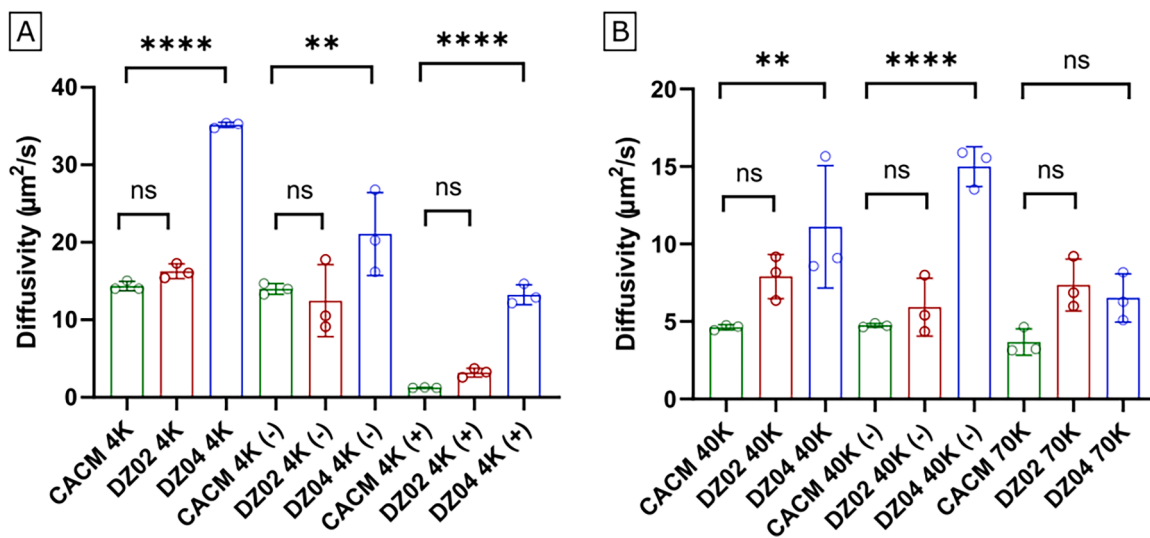 A
****
**
****
40
30
20
10
0
ns
ns
ns
Diffusivity (µm²/s)
CACM 4K
DZ02 4K
DZ04 4K
CACM 4K (-)
DZ02 4K (-)
DZ04 4K (-)
CACM 4K (+)
DZ02 4K (+)
DZ04 4K (+)
B
**
****
ns
20
15
10
5
0
ns
ns
ns
Diffusivity (µm²/s)
CACM 40K
DZ02 40K
DZ04 40K
CACM 40K (-)
DZ02 40K (-)
DZ04 40K (-)
CACM 70K
DZ02 70K
DZ04 70K